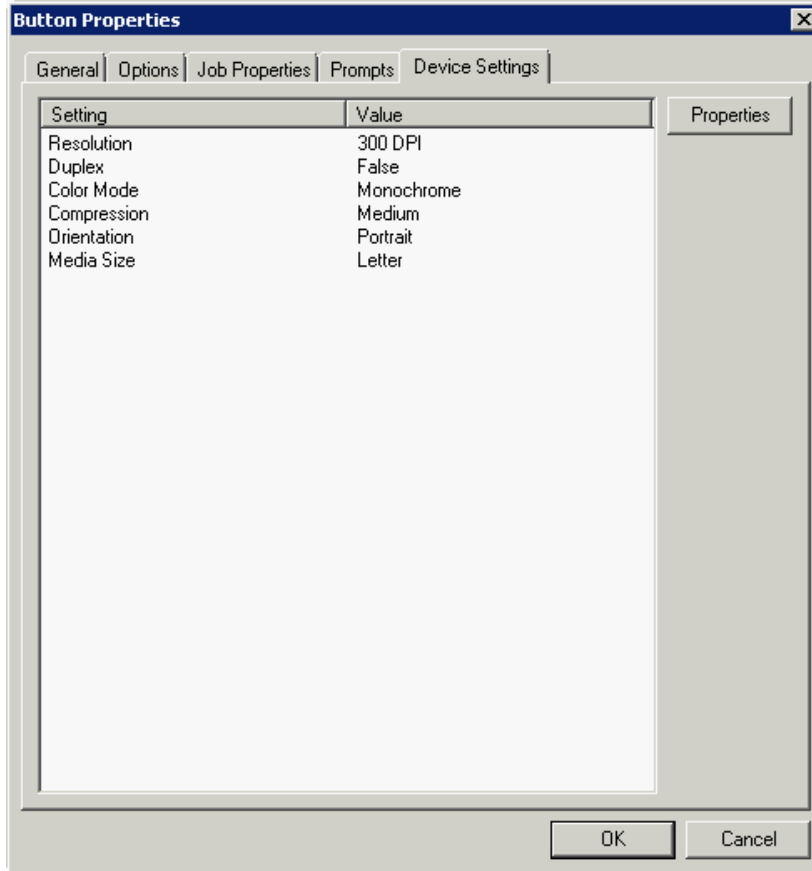 Button Properties
General Options Job Properties Prompts Device Settings
Setting Value
Properties
Resolution 300 DPI
Duplex False
Color Mode Monochrome
Compression Medium
Orientation Portrait
Media Size Letter
OK Cancel